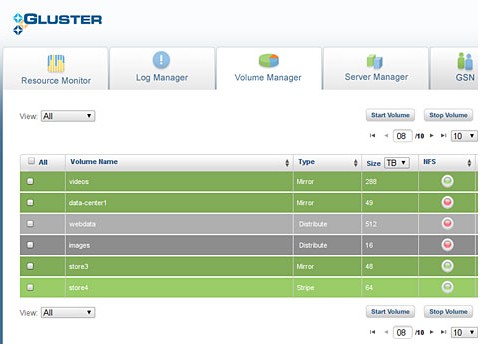 GLUSTER
Resource Monitor Log Manager Volume Manager Server Manager GSN
View: All Start Volume Stop Volume
08 /10 10
All Volume Name Type Size TB NFS
videos Mirror 288
data-center1 Mirror 49
webdata Distribute 512
images Distribute 16
store3 Mirror 48
store4 Stripe 64
View: All Start Volume Stop Volume
08 /10 10